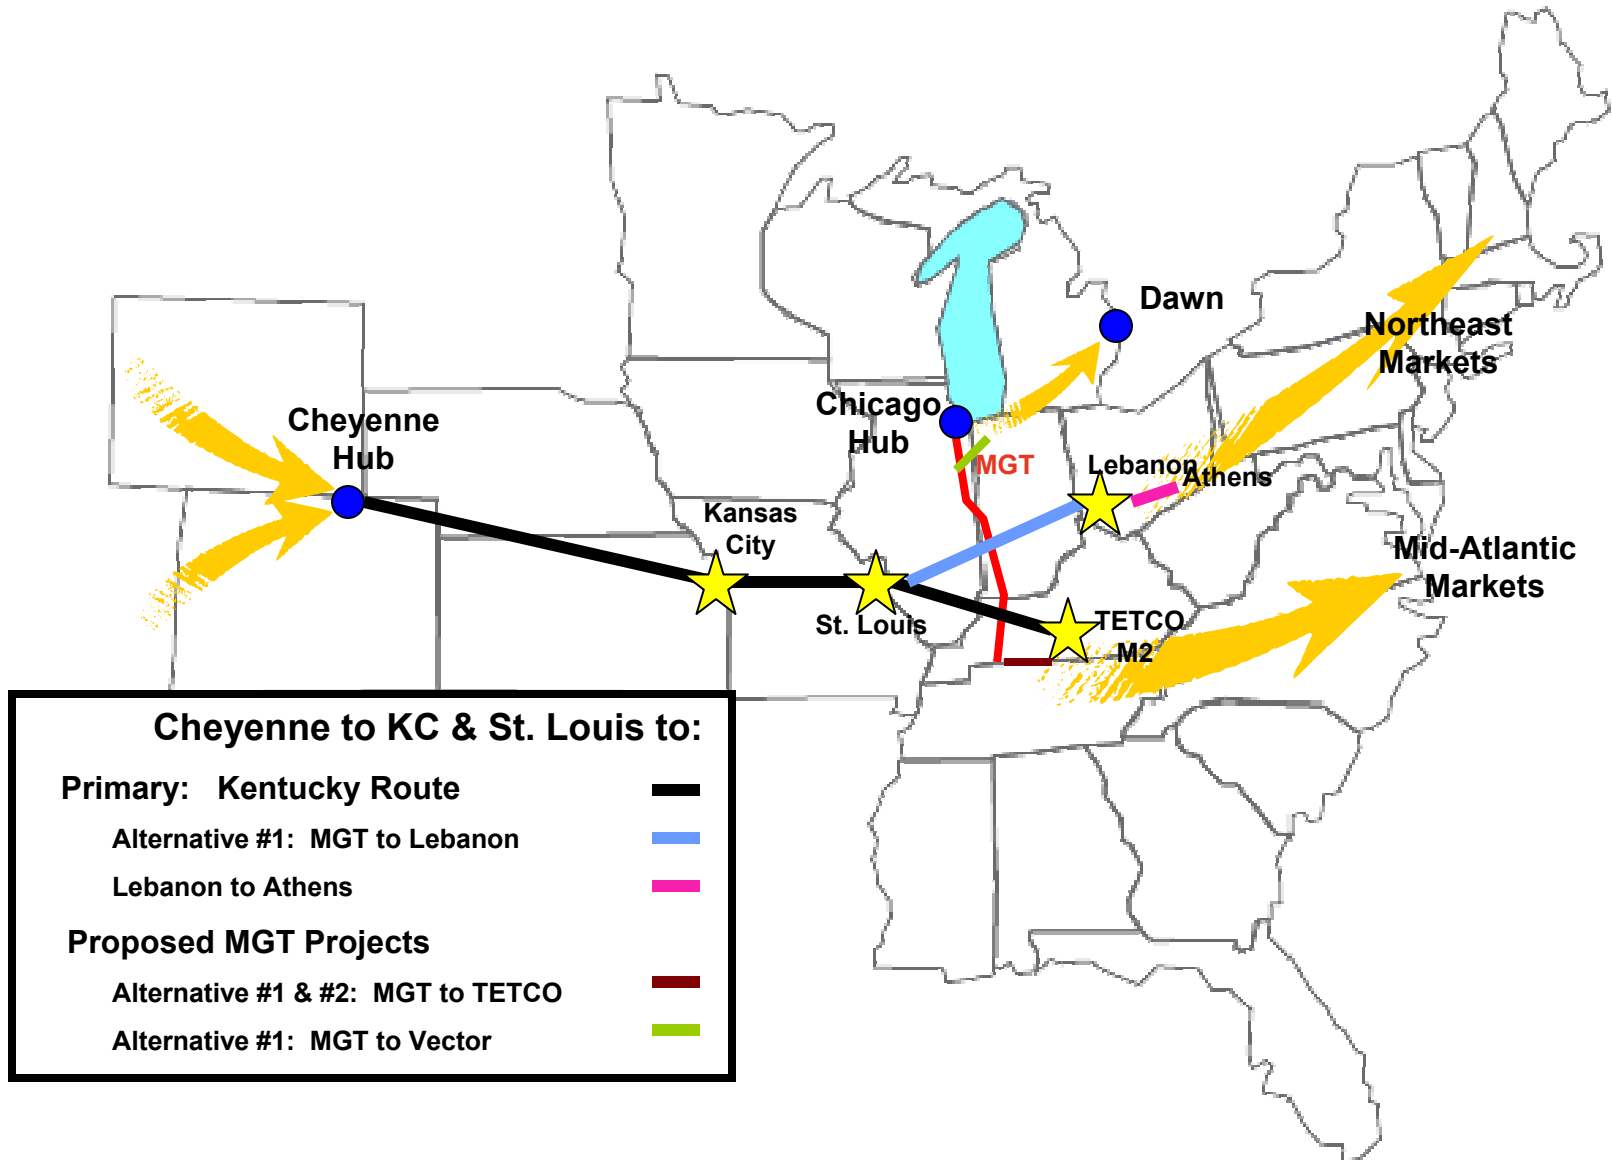 Dawn
Northeast
Markets
Chicago
Hub
Cheyenne
Hub
MGT
Lebanon
Athens
Kansas
City
Mid-Atlantic
Markets
St. Louis
TETCO
M2
Cheyenne to KC & St. Louis to:
Primary: Kentucky Route
Alternative #1: MGT to Lebanon
Lebanon to Athens
Proposed MGT Projects
Alternative #1 & #2: MGT to TETCO
Alternative #1: MGT to Vector